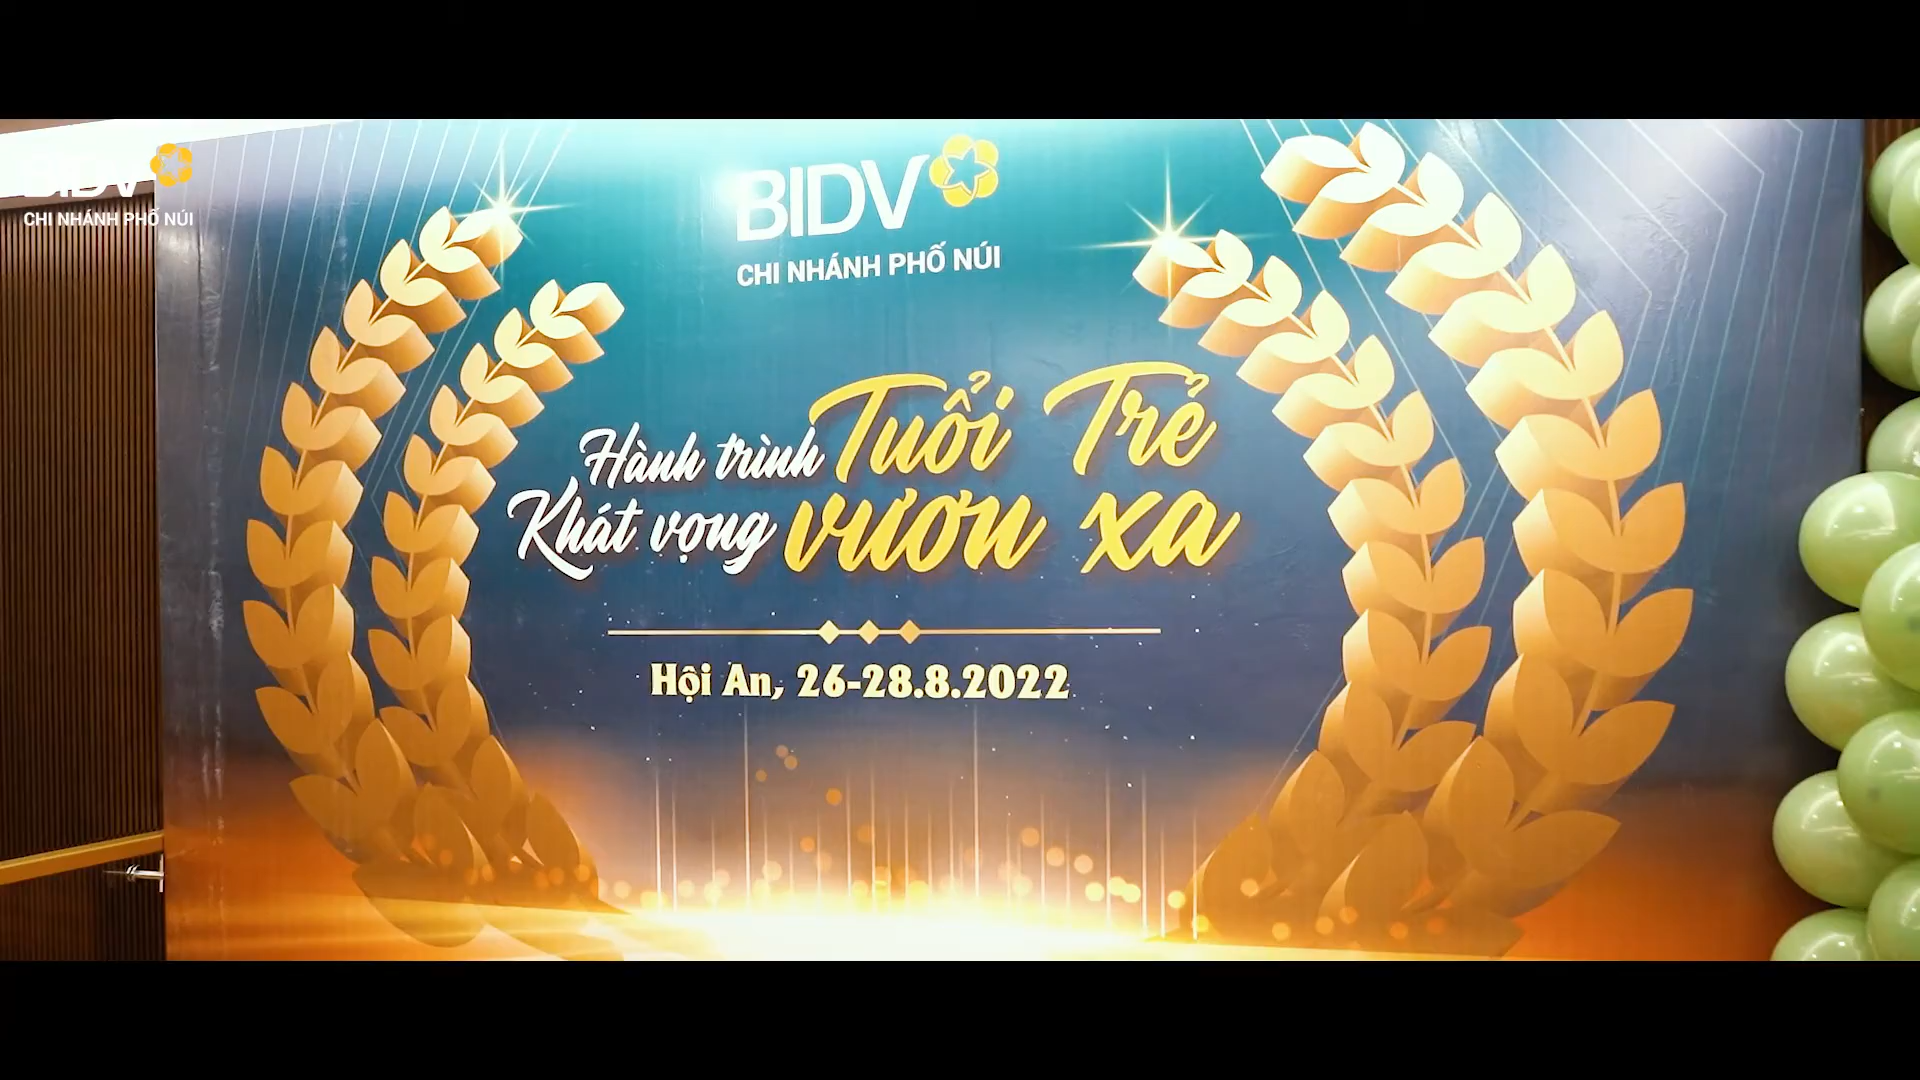 BIDV
CHI NHÁNH PHỐ NÚI
BIDV
CHI NHÁNH PHỐ NÚI
Hành trình Tuổi Trẻ
Khát vọng vươn xa
Hội An, 26-28.8.2022